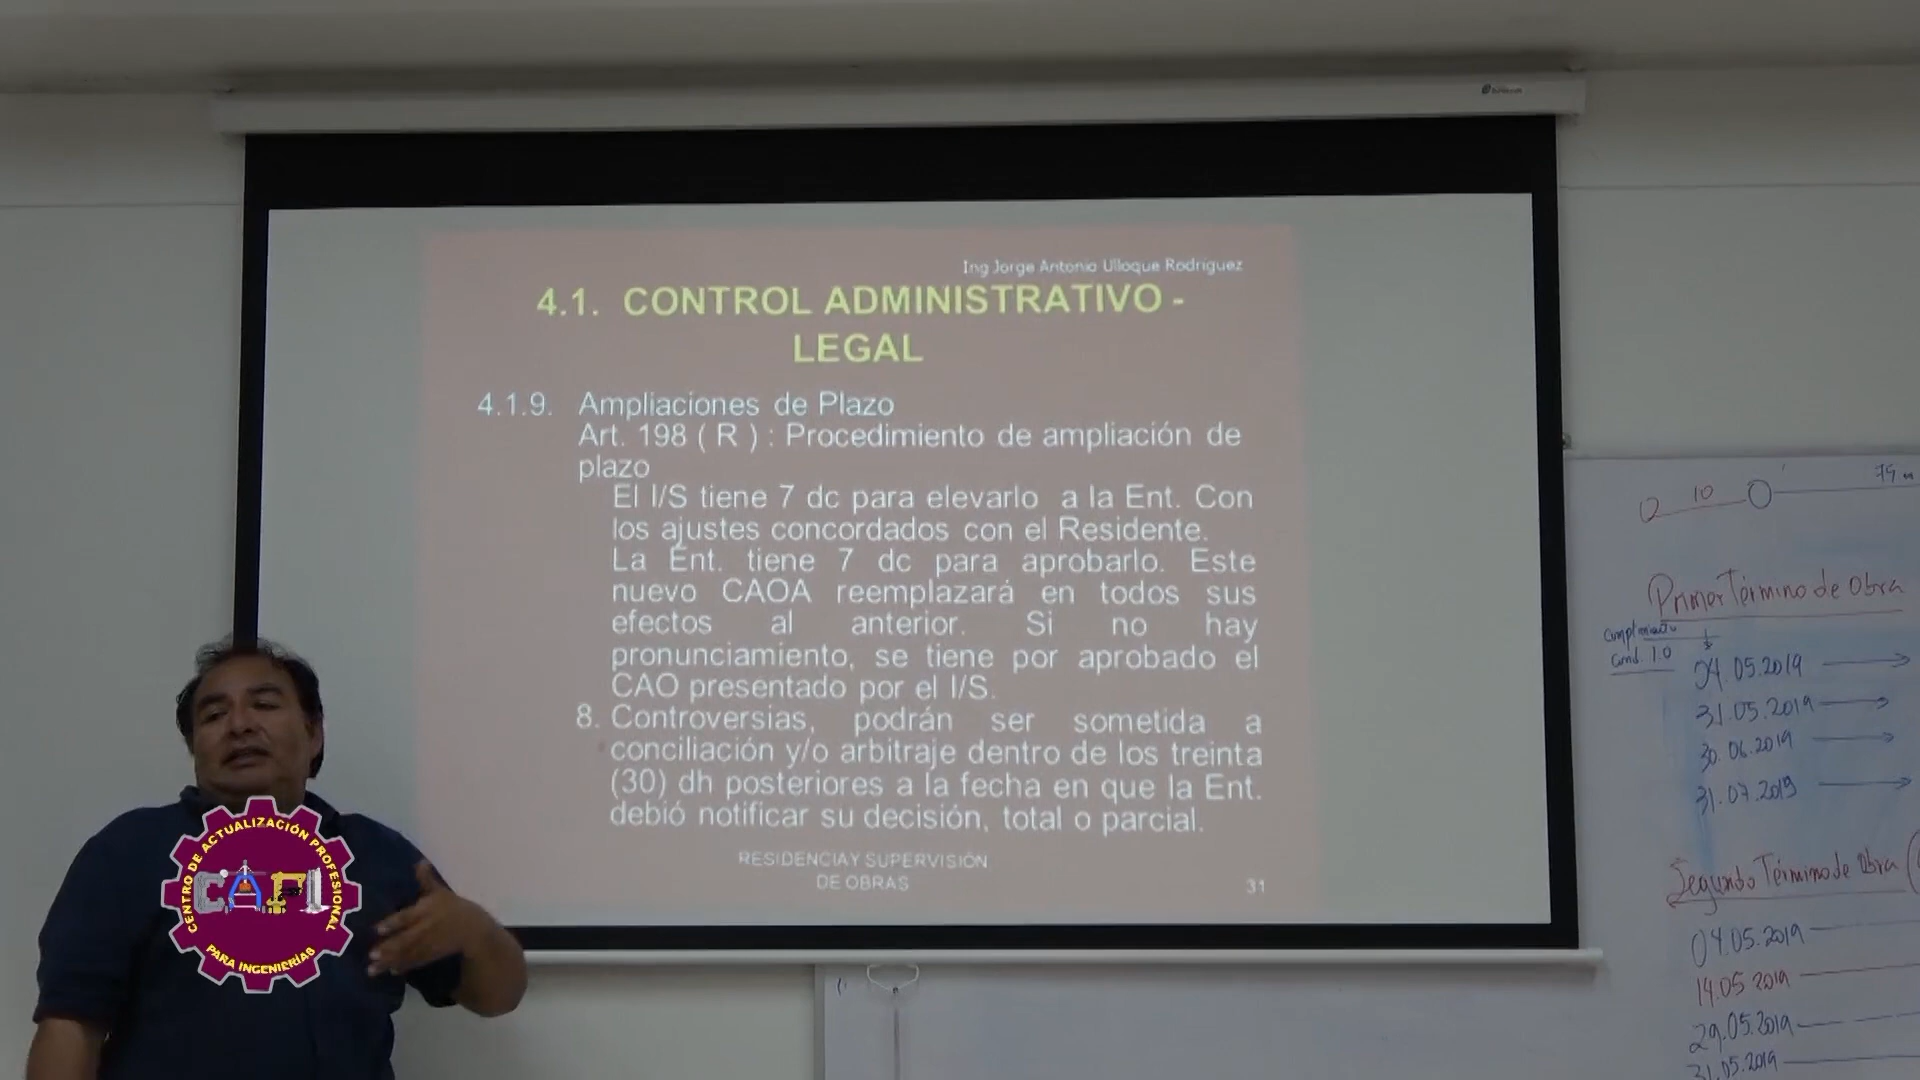 Ing Jorge Antonio Ulloque Rodriguez
4.1. CONTROL ADMINISTRATIVO -
LEGAL
4.1.9. Ampliaciones de Plazo
Art. 198 ( R ) : Procedimiento de ampliación de
plazo
El I/S tiene 7 dc para elevarlo a la Ent. Con
los ajustes concordados con el Residente.
La Ent. tiene 7 dc para aprobarlo. Este
nuevo CAOA reemplazará en todos sus
efectos al anterior. Si no hay
pronunciamiento, se tiene por aprobado el
CAO presentado por el I/S.
8. Controversias, podrán ser sometida a
conciliación y/o arbitraje dentro de los treinta
(30) dh posteriores a la fecha en que la Ent.
debió notificar su decisión, total o parcial.
RESIDENCIA Y SUPERVISIÓN
DE OBRAS
31
CENTRO DE ACTUALIZACIÓN PROFESIONAL
CAPI
PARA INGENIERÍAS
10
Primer Término de Obra
04.05.2019
31.05.2019
30.06.2019
31.07.2019
Segundo Término de Obra
04.05.2019
14.05 2019
29.05.2019
31.05.2019